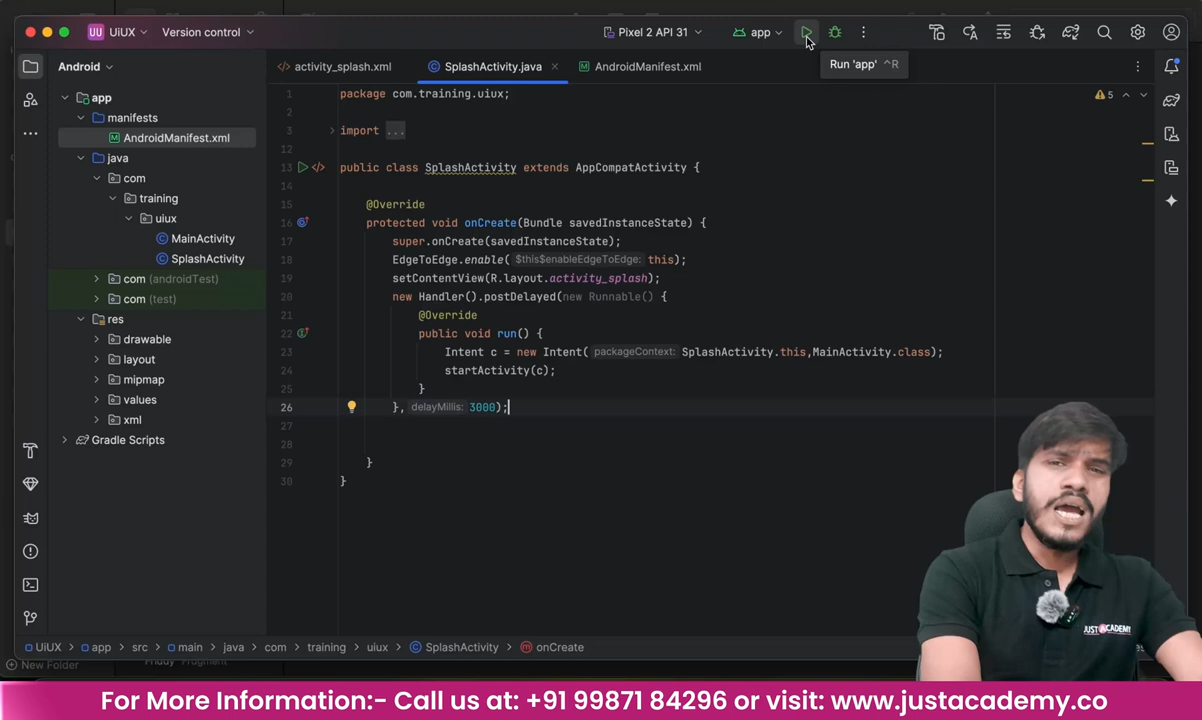 UU UiUX Version control Pixel 2 API 31 app
Run 'app' ^R
Android activity_splash.xml SplashActivity.java AndroidManifest.xml
app
manifests
AndroidManifest.xml
java
com
training
uiux
MainActivity
SplashActivity
com (androidTest)
com (test)
res
drawable
layout
mipmap
values
xml
Gradle Scripts
5
1 package com.training.uiux;
2
3 import ...
12
13 public class SplashActivity extends AppCompatActivity {
14
15 @Override
16 protected void onCreate(Bundle savedInstanceState) {
17 super.onCreate(savedInstanceState);
18 EdgeToEdge.enable( $this$enableEdgeToEdge: this);
19 setContentView(R.layout.activity_splash);
20 new Handler().postDelayed(new Runnable() {
21 @Override
22 public void run() {
23 Intent c = new Intent( packageContext: SplashActivity.this,MainActivity.class);
24 startActivity(c);
25 }
26 }, delayMillis: 3000);
27
28
29 }
30 }
JUSTACADEMY
UiUX app src main java com training uiux SplashActivity onCreate
New Folder Friday Fragment
For More Information:- Call us at: +91 99871 84296 or visit: www.justacademy.co